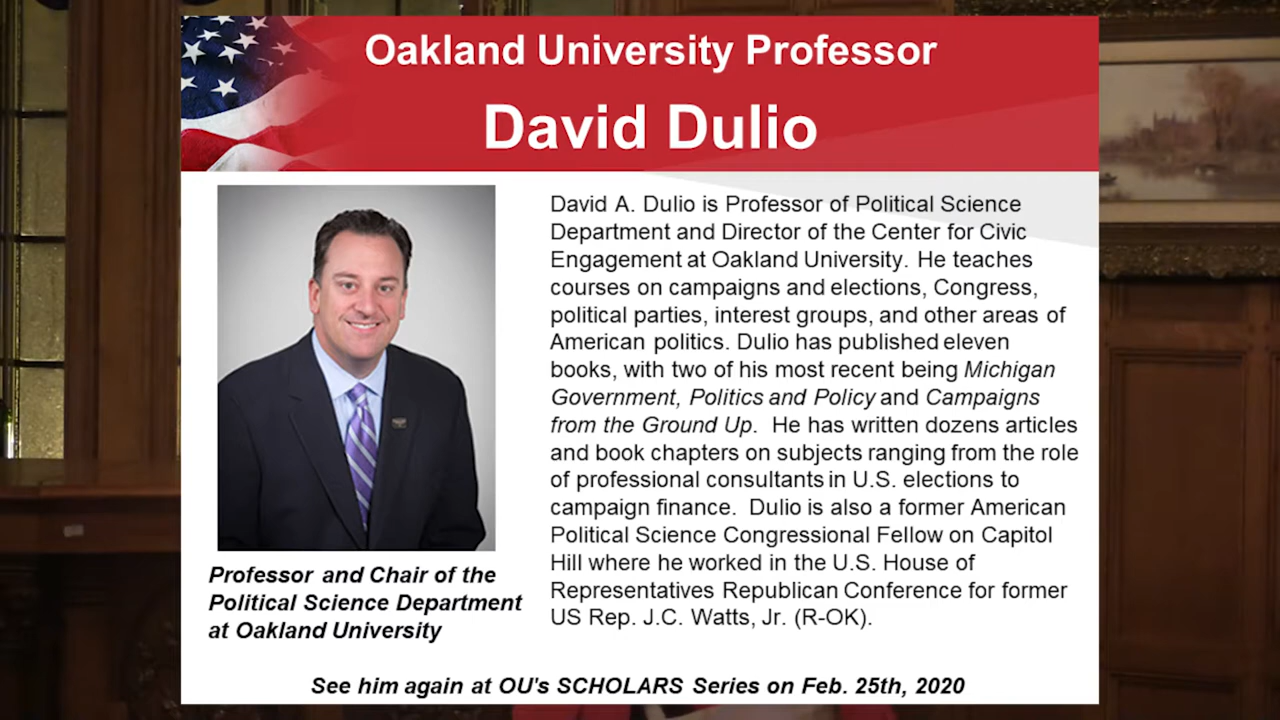 Oakland University Professor
David Dulio
David A. Dulio is Professor of Political Science
Department and Director of the Center for Civic
Engagement at Oakland University. He teaches
courses on campaigns and elections, Congress,
political parties, interest groups, and other areas of
American politics. Dulio has published eleven
books, with two of his most recent being Michigan
Government, Politics and Policy and Campaigns
from the Ground Up. He has written dozens articles
and book chapters on subjects ranging from the role
of professional consultants in U.S. elections to
campaign finance. Dulio is also a former American
Political Science Congressional Fellow on Capitol
Hill where he worked in the U.S. House of
Representatives Republican Conference for former
US Rep. J.C. Watts, Jr. (R-OK).
Professor and Chair of the
Political Science Department
at Oakland University
See him again at OU's SCHOLARS Series on Feb. 25th, 2020